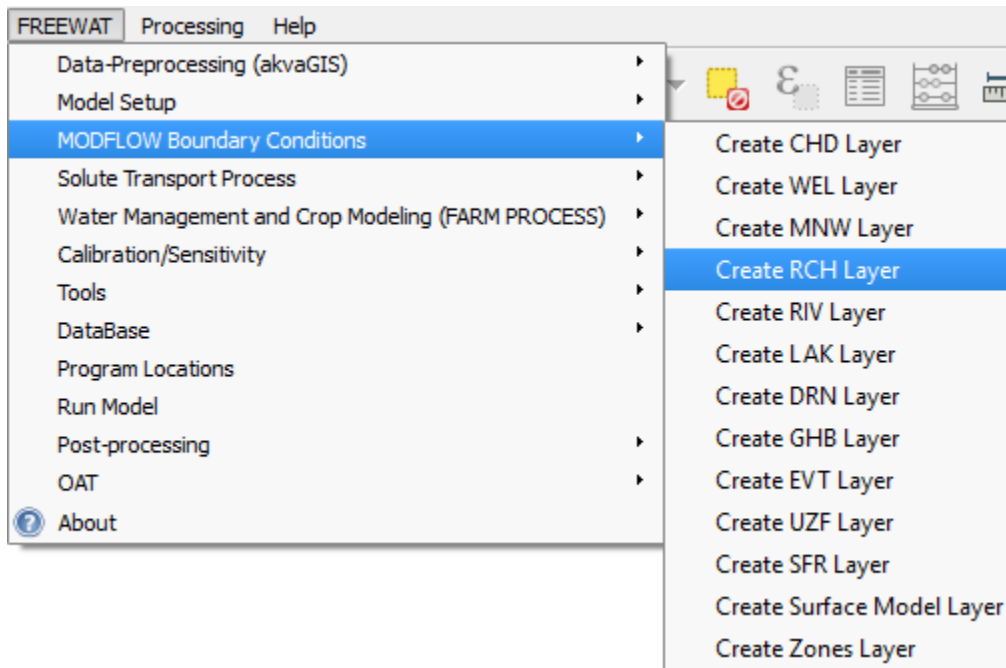 FREEWAT Processing Help
Data-Preprocessing (akvaGIS)
Model Setup
MODFLOW Boundary Conditions
Solute Transport Process
Water Management and Crop Modeling (FARM PROCESS)
Calibration/Sensitivity
Tools
DataBase
Program Locations
Run Model
Post-processing
OAT
About
Create CHD Layer
Create WEL Layer
Create MNW Layer
Create RCH Layer
Create RIV Layer
Create LAK Layer
Create DRN Layer
Create GHB Layer
Create EVT Layer
Create UZF Layer
Create SFR Layer
Create Surface Model Layer
Create Zones Layer